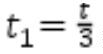 t₁ = t/3